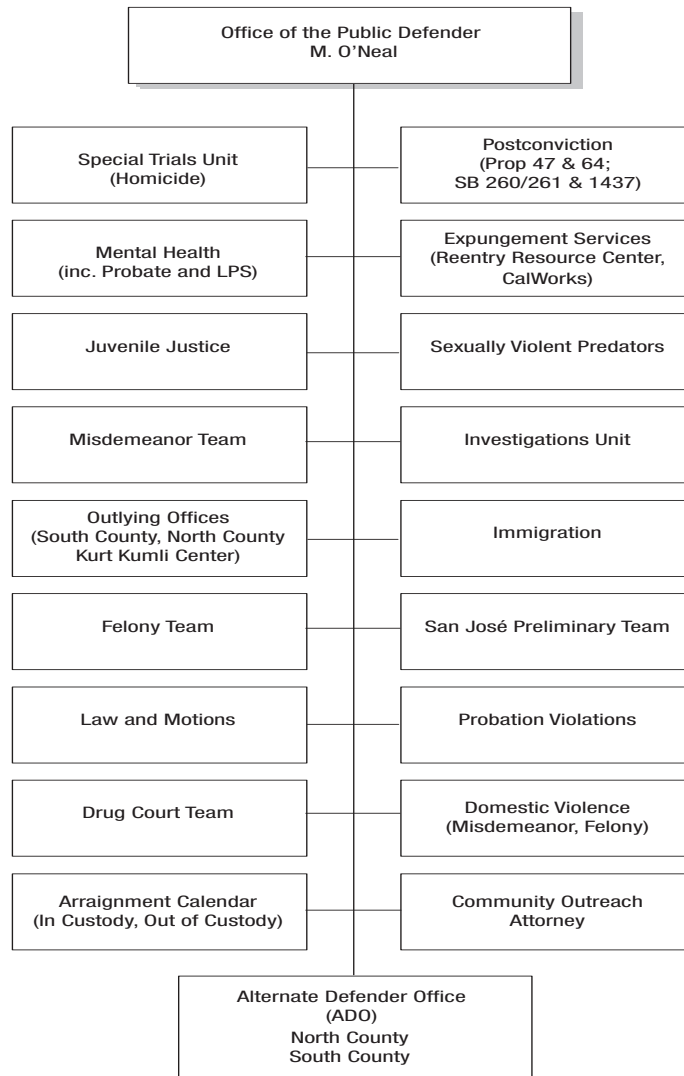 Office of the Public Defender
M. O’Neal
Special Trials Unit
(Homicide)
Postconviction
(Prop 47 & 64;
SB 260/261 & 1437)
Mental Health
(inc. Probate and LPS)
Expungement Services
(Reentry Resource Center,
CalWorks)
Juvenile Justice
Sexually Violent Predators
Misdemeanor Team
Investigations Unit
Outlying Offices
(South County, North County
Kurt Kumli Center)
Immigration
Felony Team
San José Preliminary Team
Law and Motions
Probation Violations
Drug Court Team
Domestic Violence
(Misdemeanor, Felony)
Arraignment Calendar
(In Custody, Out of Custody)
Community Outreach
Attorney
Alternate Defender Office
(ADO)
North County
South County